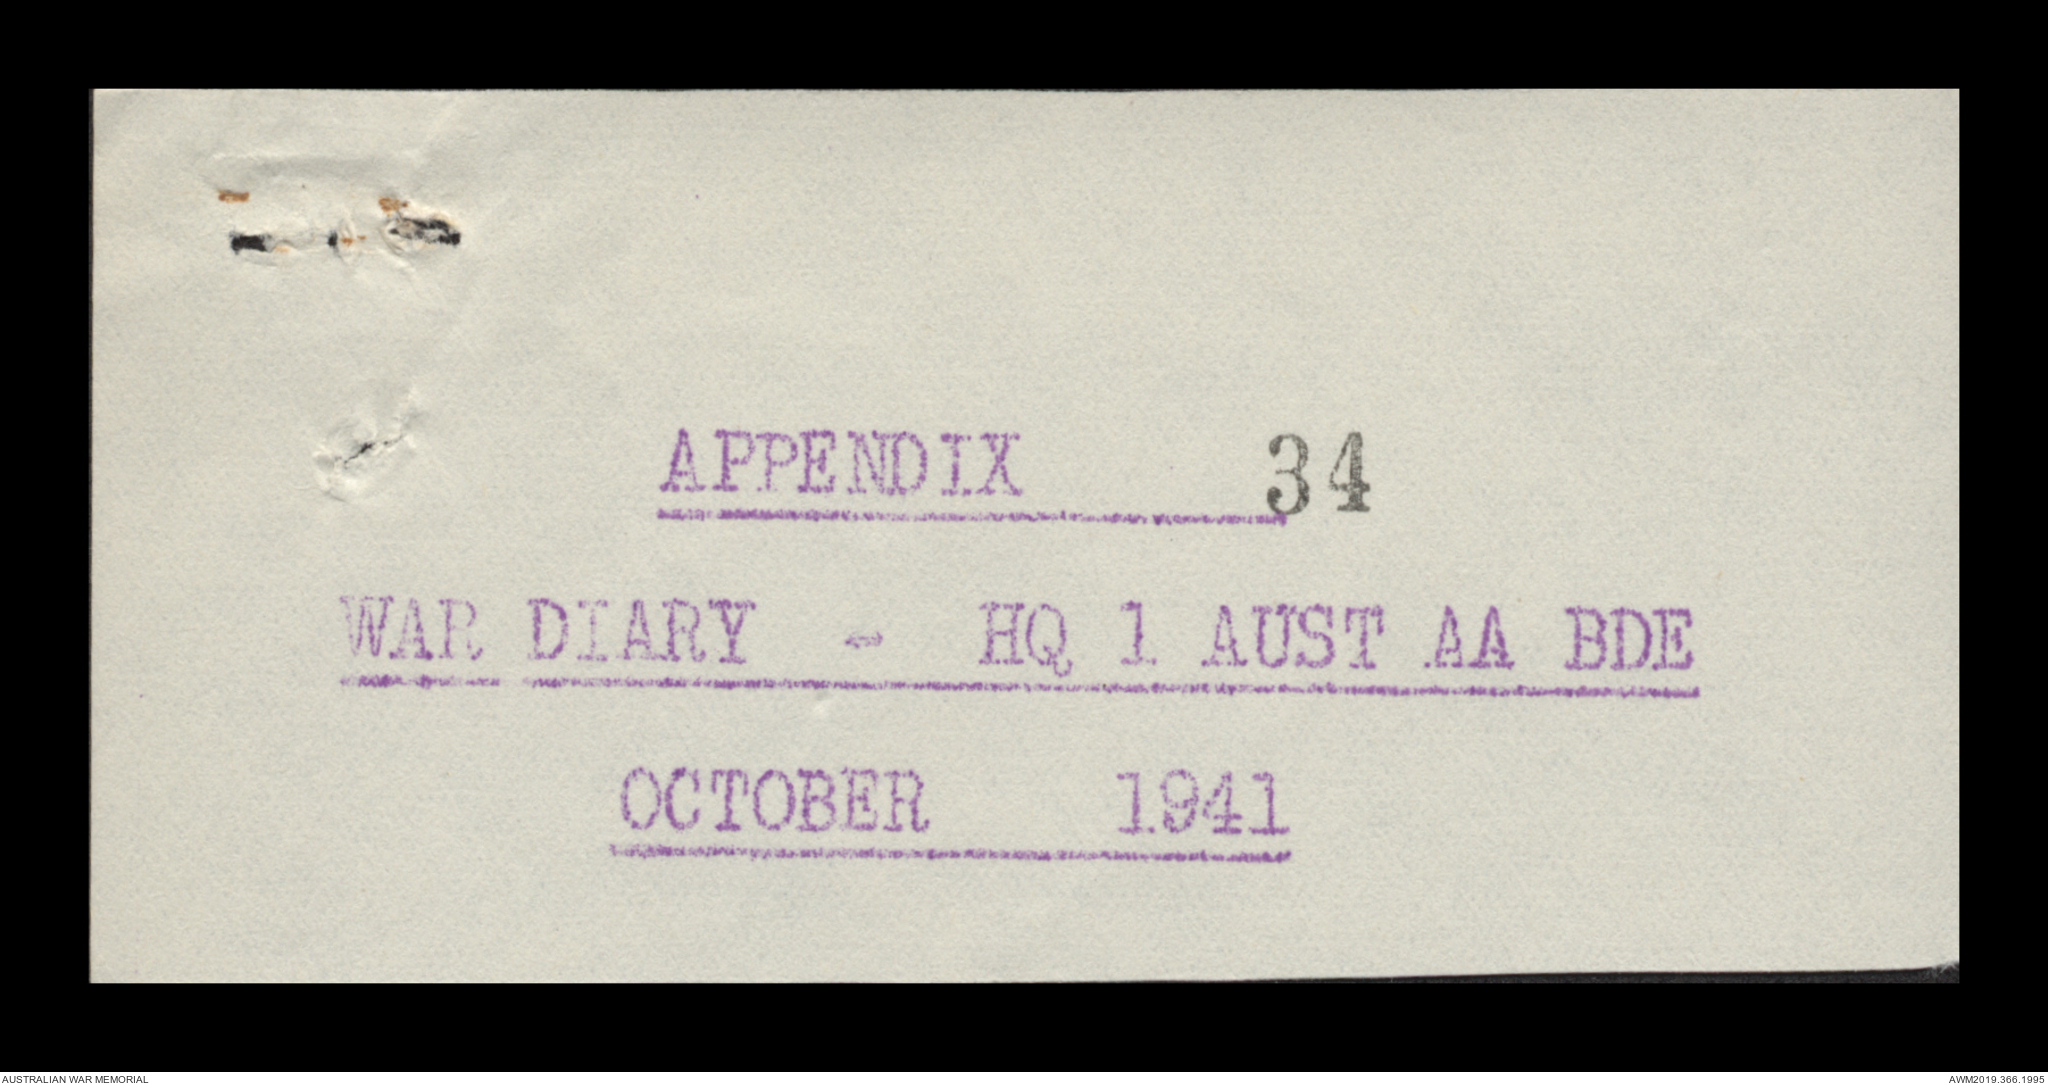 APPENDIX 34
WAR DIARY - HQ 1 AUST AA BDE
OCTOBER 1941
AUSTRALIAN WAR MEMORIAL AWM2019.366.1995